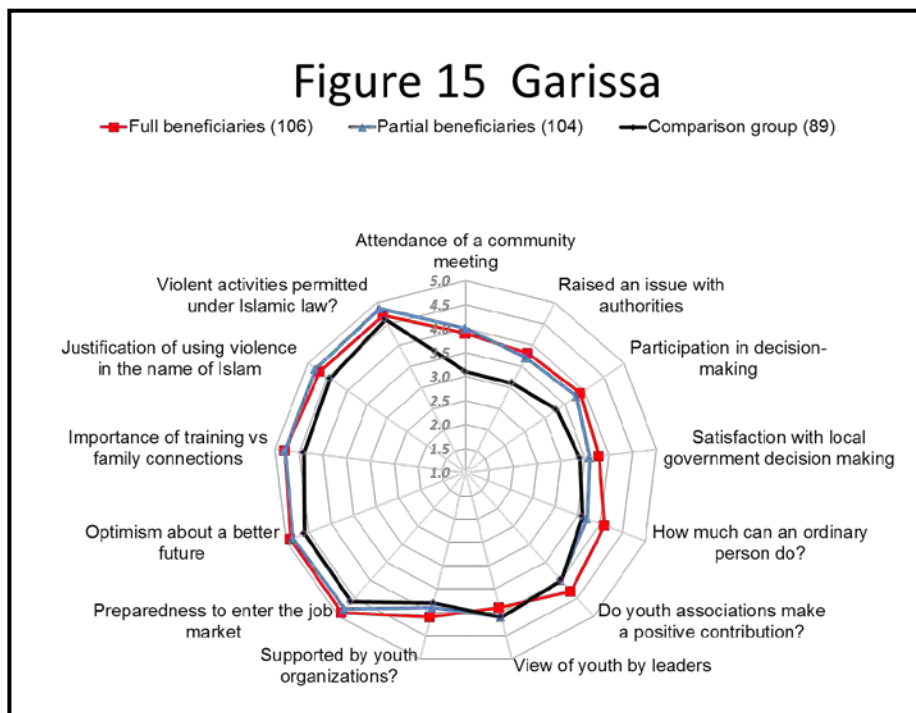 Figure 15 Garissa
Full beneficiaries (106) Partial beneficiaries (104) Comparison group (89)
Attendance of a community
meeting
Raised an issue with
authorities
Participation in decision-
making
Satisfaction with local
government decision making
How much can an ordinary
person do?
Do youth associations make
a positive contribution?
View of youth by leaders
Supported by youth
organizations?
Preparedness to enter the job
market
Optimism about a better
future
Importance of training vs
family connections
Justification of using violence
in the name of Islam
Violent activities permitted
under Islamic law?
5.0
4.5
4.0
3.5
3.0
2.5
2.0
1.5
1.0